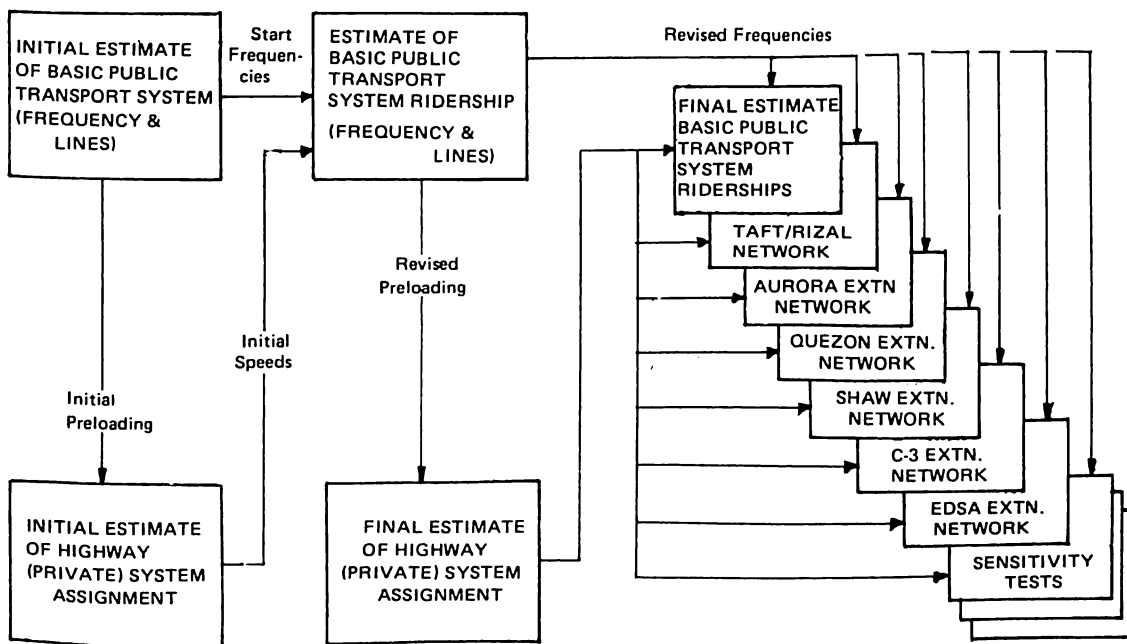 INITIAL ESTIMATE
OF BASIC PUBLIC
TRANSPORT SYSTEM
(FREQUENCY &
LINES)
Start
Frequen-
cies
ESTIMATE OF
BASIC PUBLIC
TRANSPORT
SYSTEM RIDERSHIP
(FREQUENCY &
LINES)
Revised Frequencies
FINAL ESTIMATE
BASIC PUBLIC
TRANSPORT
SYSTEM
RIDERSHIPS
TAFT/RIZAL
NETWORK
AURORA EXTN
NETWORK
QUEZON EXTN.
NETWORK
SHAW EXTN.
NETWORK
C-3 EXTN.
NETWORK
EDSA EXTN.
NETWORK
SENSITIVITY
TESTS
Initial
Preloading
Initial
Speeds
Revised
Preloading
INITIAL ESTIMATE
OF HIGHWAY
(PRIVATE) SYSTEM
ASSIGNMENT
FINAL ESTIMATE
OF HIGHWAY
(PRIVATE) SYSTEM
ASSIGNMENT